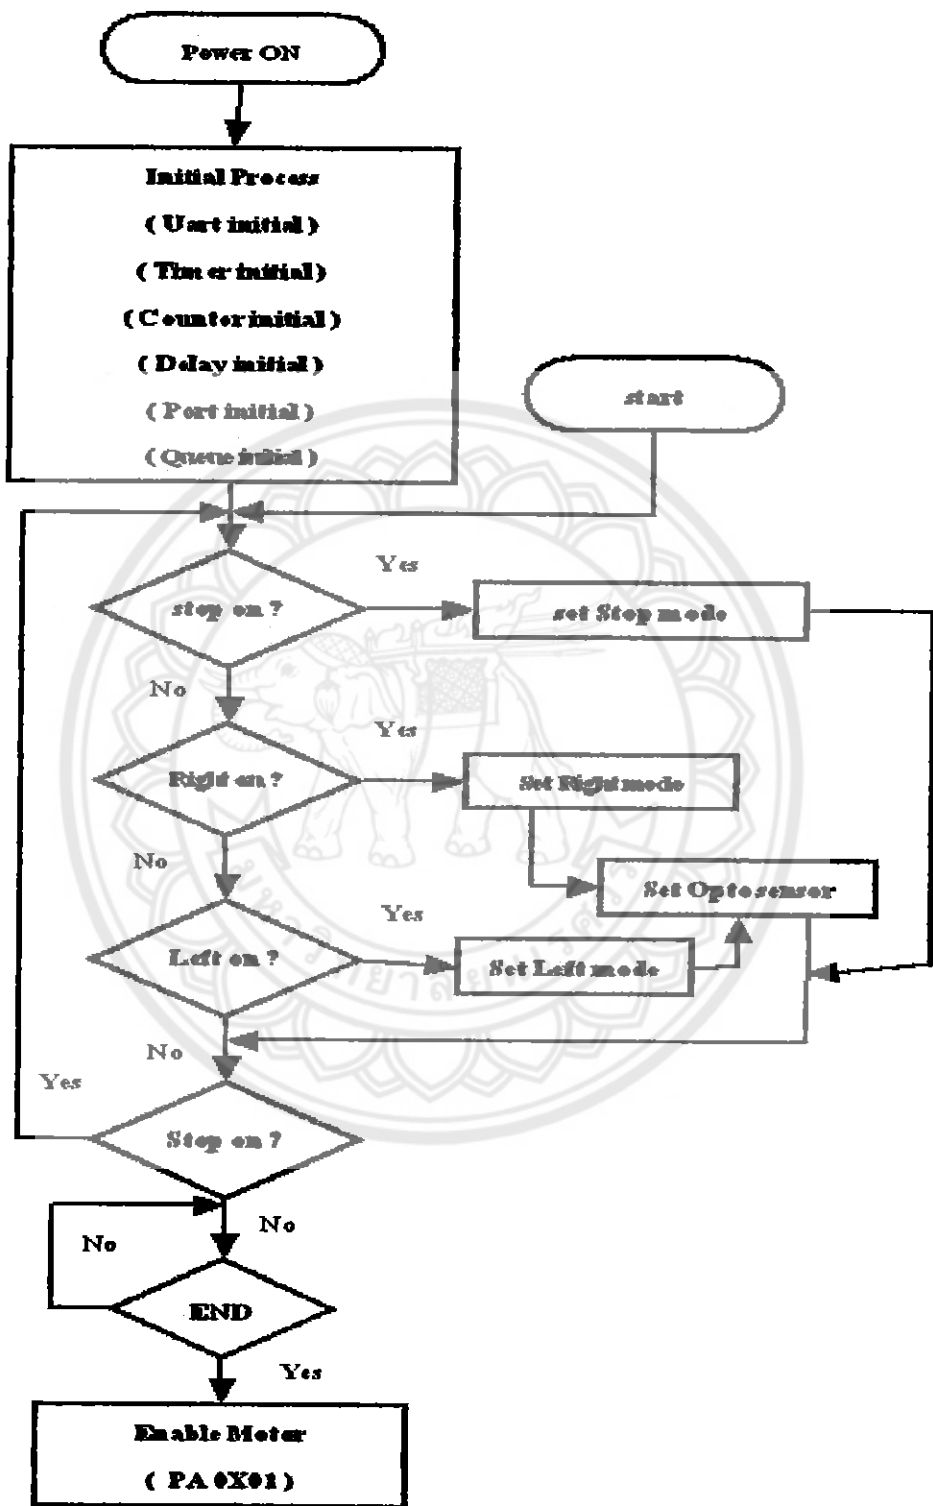 Power ON
Initial Process
( Uart initial )
( Timer initial )
( Counter initial )
( Delay initial )
( Port initial )
( Queue initial )
start
stop on ?
Yes
set Stop mode
No
Right on ?
Yes
Set Right mode
No
Set Optosensor
Left on ?
Yes
Set Left mode
No
Yes
Stop on ?
No
No
END
Yes
Enable Motor
( PA 0X01 )